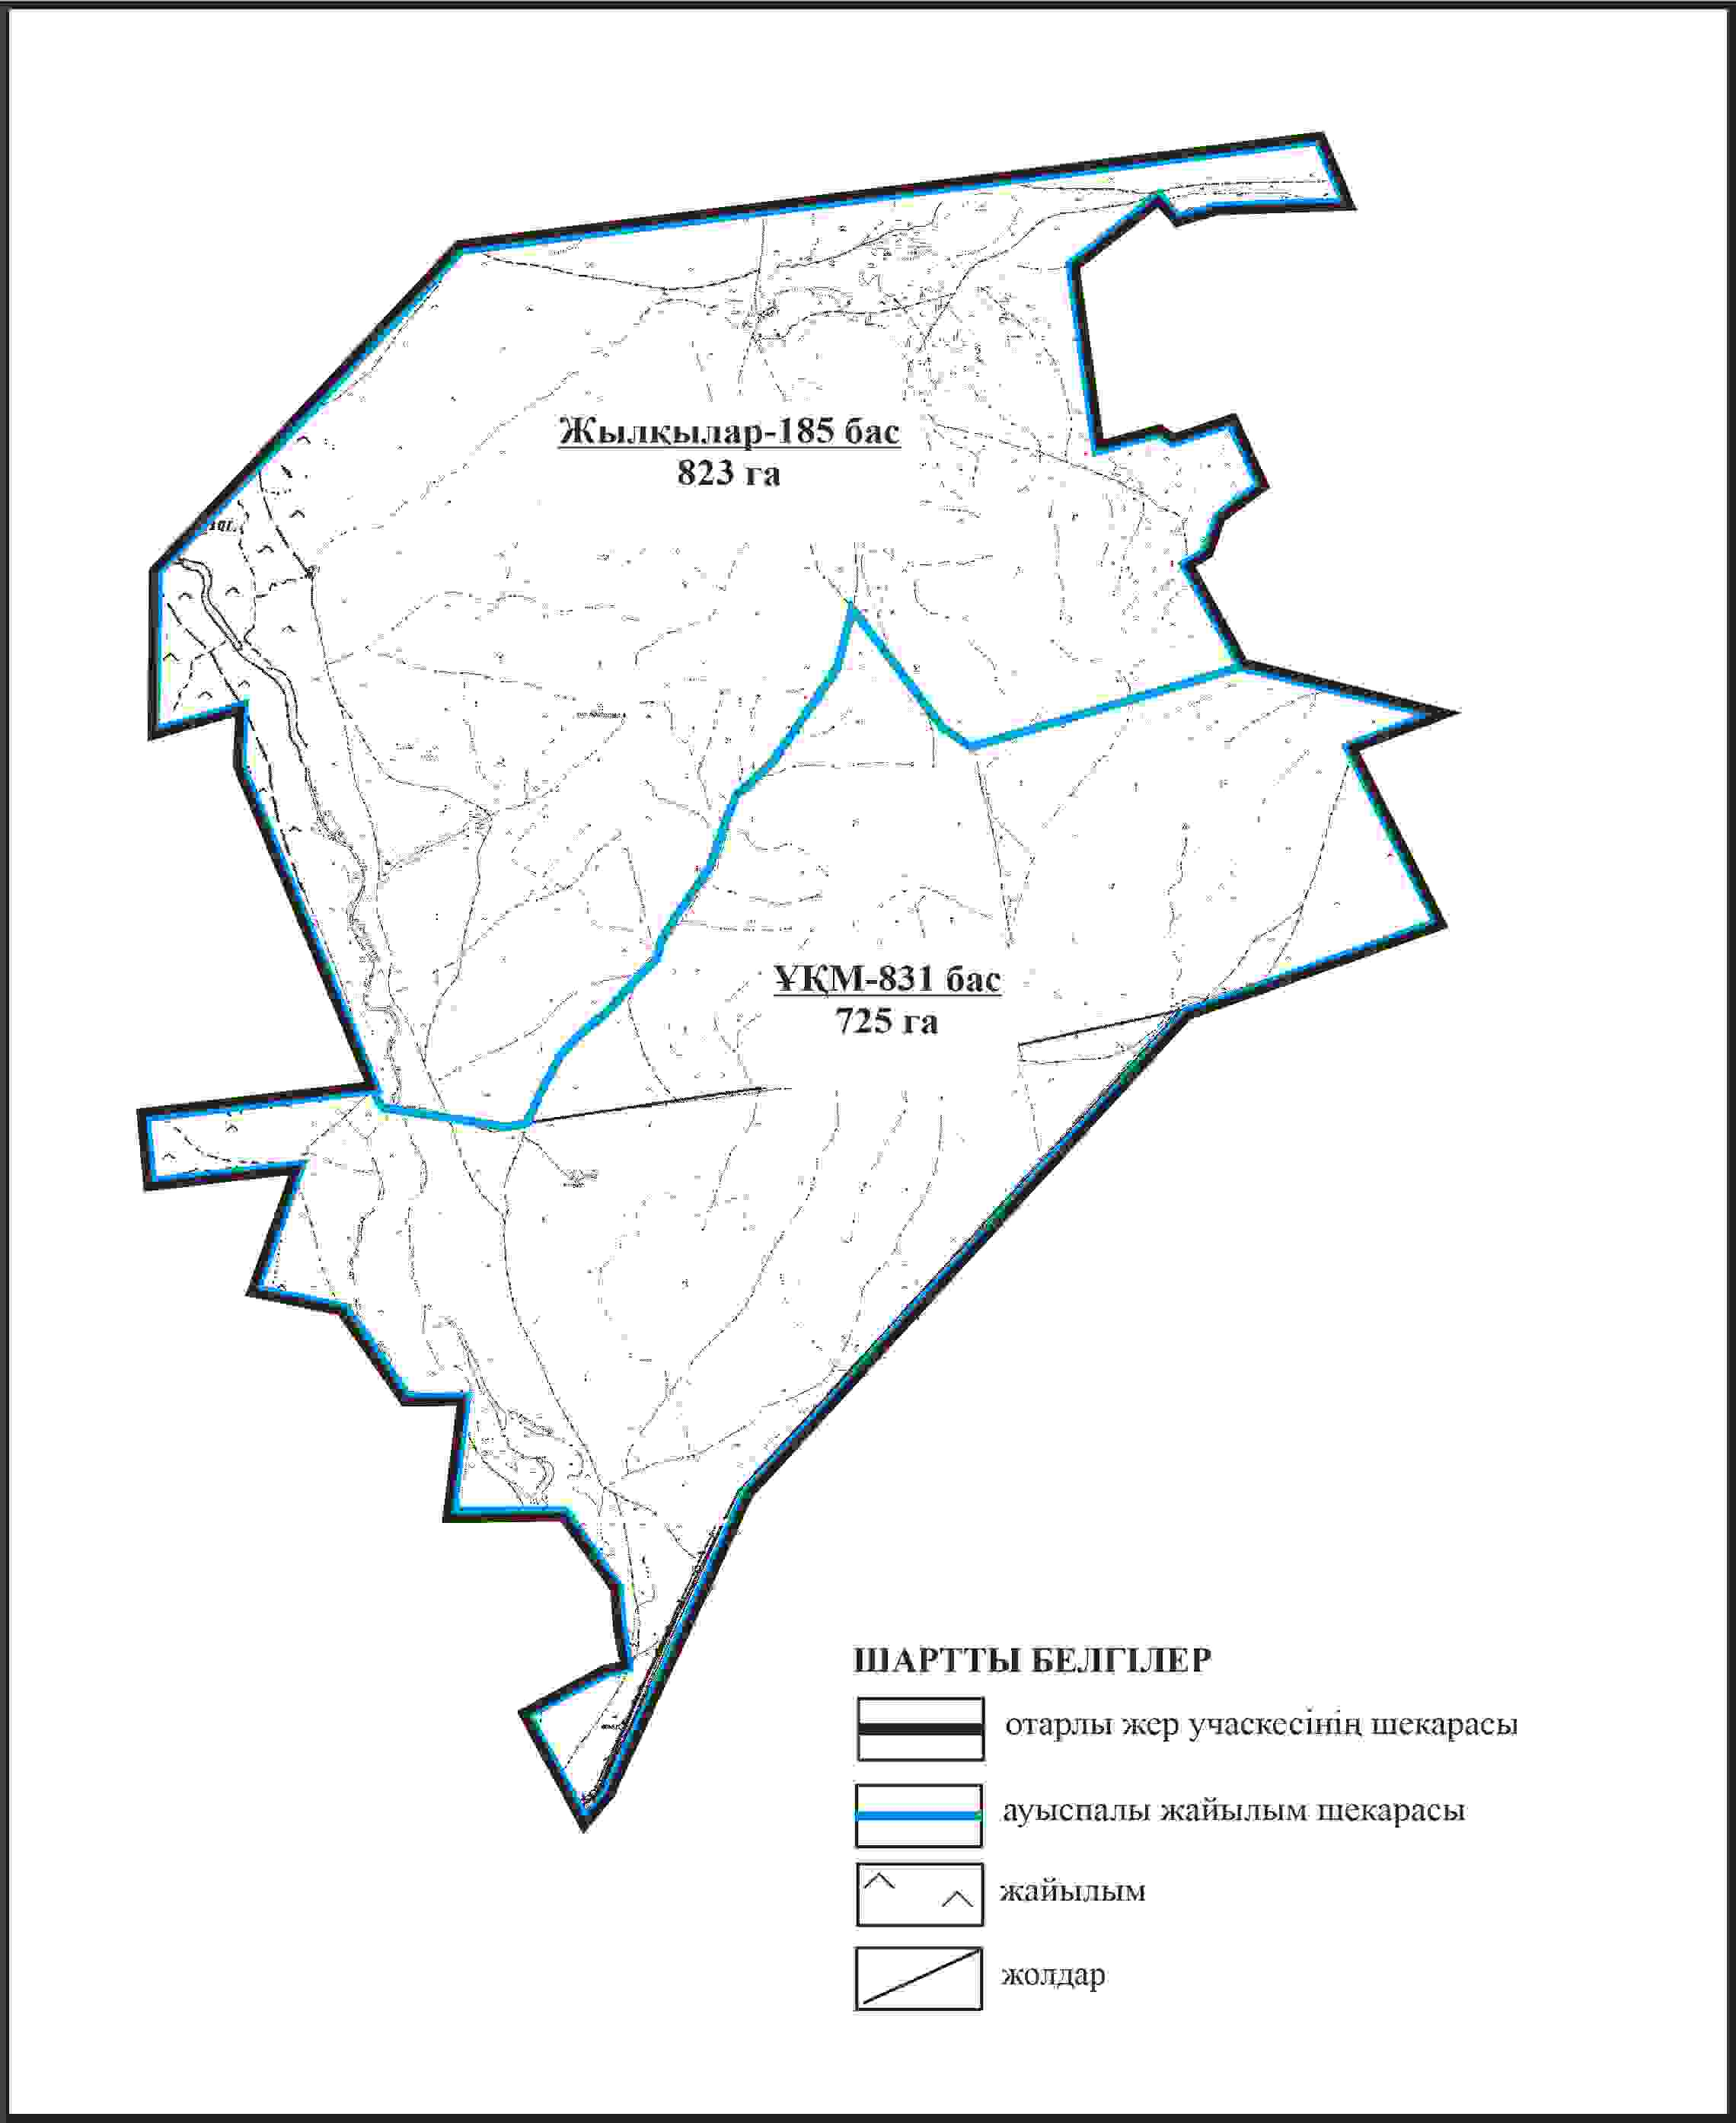 Жылқылар-185 бас
823 га
ҰҚМ-831 бас
725 га
ШАРТТЫ БЕЛГІЛЕР
отарлы жер учаскесінің шекарасы
ауыспалы жайылым шекарасы
жайылым
жолдар